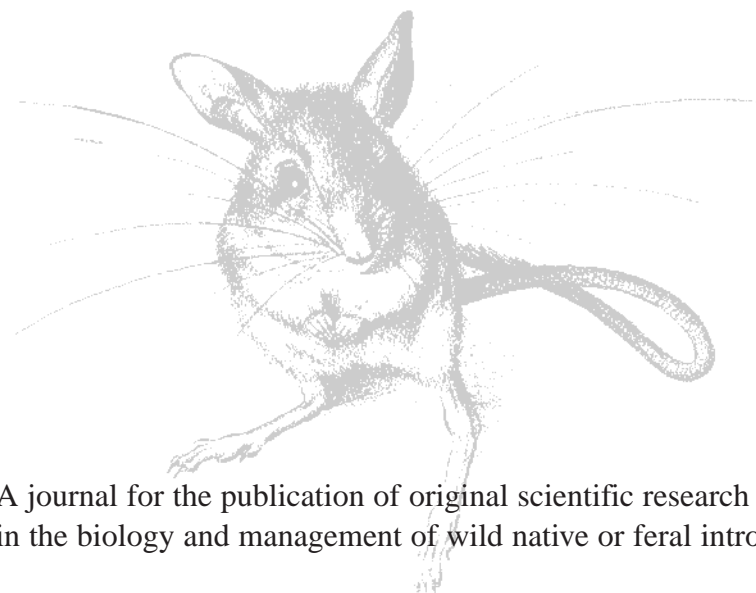 A journal for the publication of original scientific research
in the biology and management of wild native or feral intro